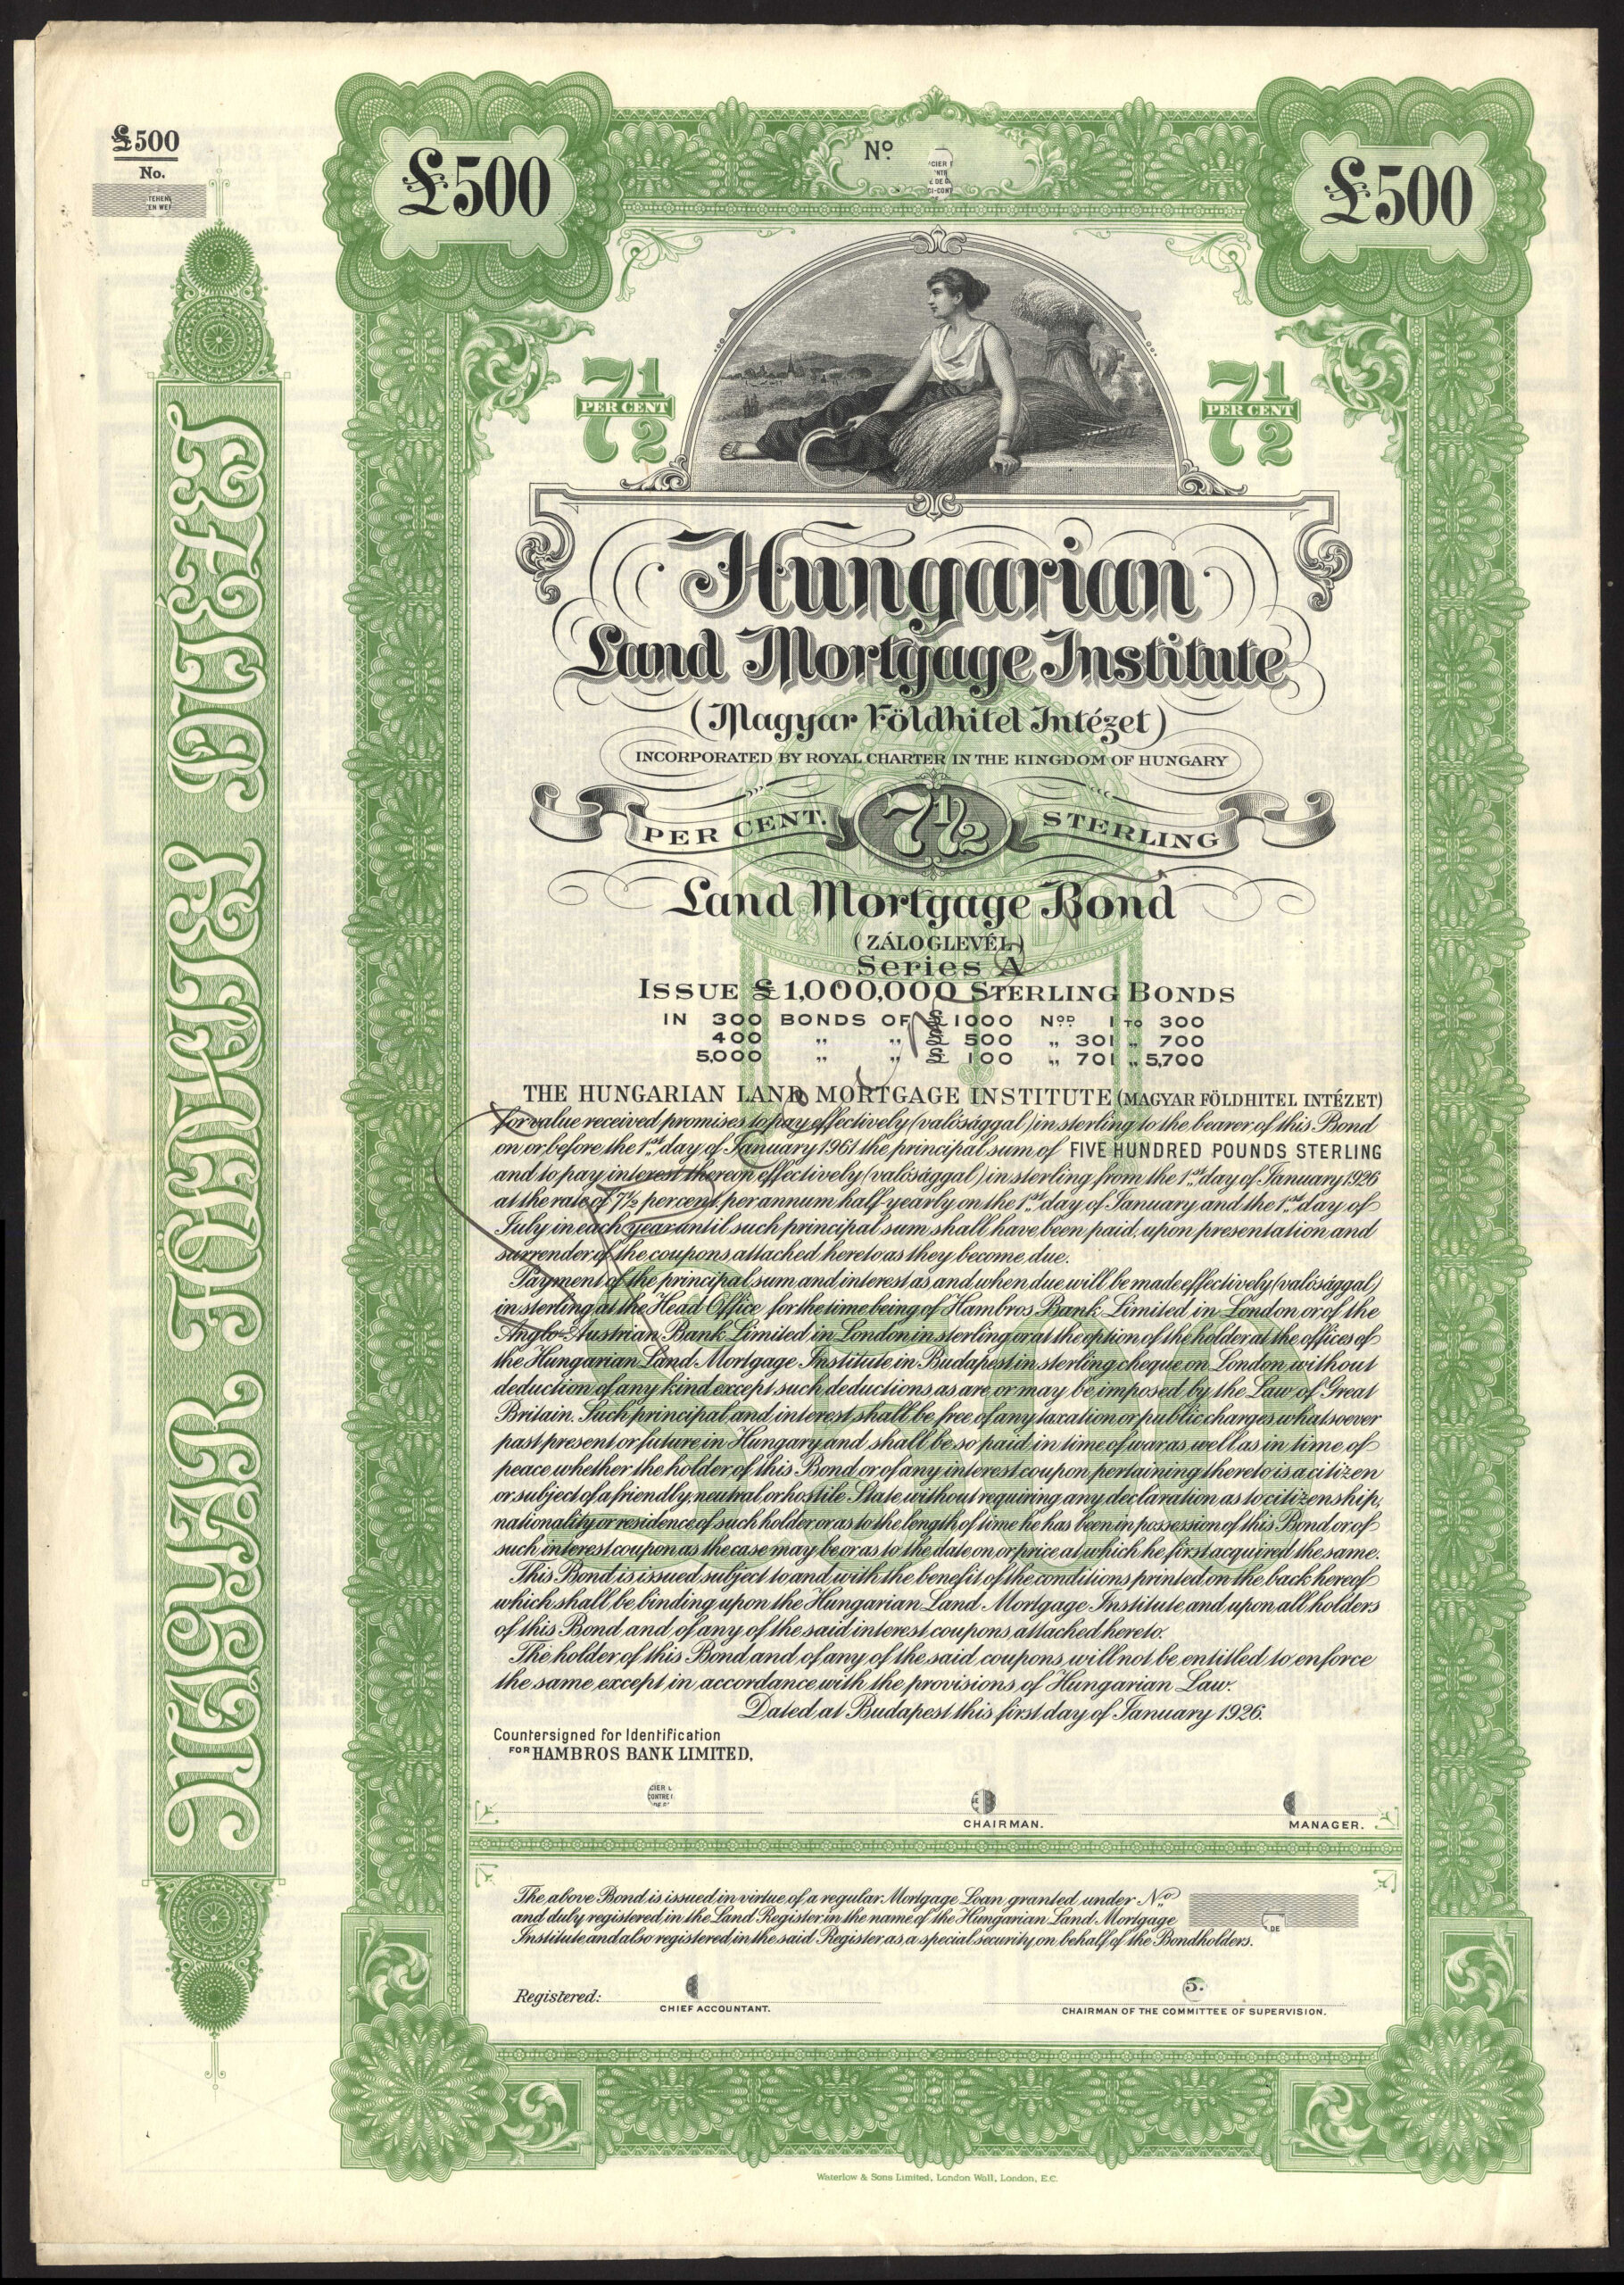 £500
No.
MAGYAR FÖLDHITEL INTÉZET
£500
No.
£500
7½
PER CENT
7½
PER CENT
Hungarian
Land Mortgage Institute
(Magyar Földhitel Intézet)
INCORPORATED BY ROYAL CHARTER IN THE KINGDOM OF HUNGARY
PER CENT. 7½ STERLING
Land Mortgage Bond
(ZÁLOGLEVÉL)
Series A
ISSUE £1,000,000 STERLING BONDS
IN 300 BONDS OF £1000 Nos 1 TO 300
400 „ „ £ 500 „ 301 „ 700
5,000 „ „ £ 100 „ 701 „ 5,700
THE HUNGARIAN LAND MORTGAGE INSTITUTE (MAGYAR FÖLDHITEL INTÉZET)
for value received promises to pay effectively (valósággal) in sterling to the bearer of this Bond
on or before the 1st day of January 1961 the principal sum of FIVE HUNDRED POUNDS STERLING
and to pay interest thereon effectively (valósággal) in sterling from the 1st day of January 1926
at the rate of 7½ percent per annum half-yearly on the 1st day of January and the 1st day of
July in each year until such principal sum shall have been paid, upon presentation and
surrender of the coupons attached hereto as they become due.
Payment of the principal sum and interest as and when due will be made effectively (valósággal)
in sterling at the Head Office for the time being of Hambros Bank Limited in London or of the
Anglo-Austrian Bank Limited in London in sterling or at the option of the holder at the offices of
the Hungarian Land Mortgage Institute in Budapest in sterling cheque on London without
deduction of any kind except such deductions as are or may be imposed by the Law of Great
Britain. Such principal and interest shall be free of any taxation or public charges whatsoever
past present or future in Hungary and shall be so paid in time of war as well as in time of
peace whether the holder of this Bond or of any interest coupon pertaining thereto is a citizen
or subject of a friendly, neutral, or hostile State, without requiring any declaration as to citizenship,
nationality or residence of such holder or as to the length of time he has been in possession of this Bond or of
such interest coupon as the case may be or as to the date on or price at which he first acquired the same.
This Bond is issued subject to and with the benefit of the conditions printed on the back hereof
which shall be binding upon the Hungarian Land Mortgage Institute and upon all holders
of this Bond and of any of the said interest coupons attached hereto.
The holder of this Bond and of any of the said coupons will not be entitled to enforce
the same except in accordance with the provisions of Hungarian Law.
Dated at Budapest this first day of January 1926.
Countersigned for Identification
FOR HAMBROS BANK LIMITED,
CHAIRMAN.
MANAGER.
The above Bond is issued in virtue of a regular Mortgage Loan granted under No
and duly registered in the Land Register in the name of the Hungarian Land Mortgage
Institute and also registered in the said Register as a special security on behalf of the Bondholders.
Registered:
CHIEF ACCOUNTANT.
CHAIRMAN OF THE COMMITTEE OF SUPERVISION.
Waterlow & Sons Limited, London Wall, London, E.C.